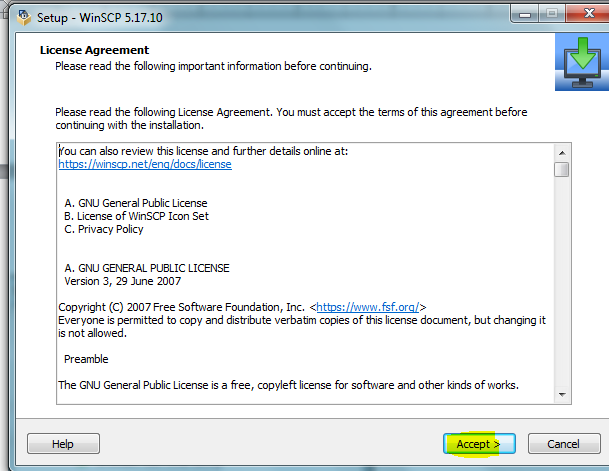 Setup - WinSCP 5.17.10
License Agreement
Please read the following important information before continuing.
Please read the following License Agreement. You must accept the terms of this agreement before
continuing with the installation.
You can also review this license and further details online at:
https://winscp.net/eng/docs/license
A. GNU General Public License
B. License of WinSCP Icon Set
C. Privacy Policy
A. GNU GENERAL PUBLIC LICENSE
Version 3, 29 June 2007
Copyright (C) 2007 Free Software Foundation, Inc. <https://www.fsf.org/>
Everyone is permitted to copy and distribute verbatim copies of this license document, but changing it
is not allowed.
Preamble
The GNU General Public License is a free, copyleft license for software and other kinds of works.
Help
Accept >
Cancel